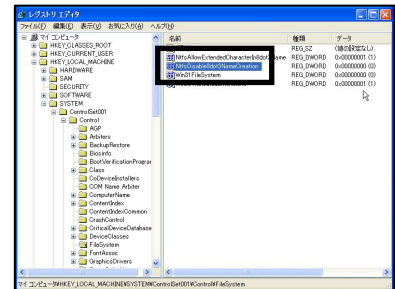 レジストリ エディタ
ファイル(F) 編集(E) 表示(V) お気に入り(A) ヘルプ(H)
マイ コンピュータ
HKEY_CLASSES_ROOT
HKEY_CURRENT_USER
HKEY_LOCAL_MACHINE
HARDWARE
SAM
SECURITY
SOFTWARE
SYSTEM
ControlSet001
Control
AGP
Arbiters
BackupRestore
Biosinfo
BootVerificationPrograr
Class
CoDeviceInstallers
COM Name Arbiter
ComputerName
ContentIndex
ContentIndexCommon
CrashControl
CriticalDeviceDatabase
DeviceClasses
FileSystem
FontAssoc
GraphicsDrivers
名前 種類 データ
REG_SZ (値の設定なし)
NtfsAllowExtendedCharacterIn8dot3Name REG_DWORD 0x00000001 (1)
NtfsDisable8dot3NameCreation REG_DWORD 0x00000000 (0)
Win31FileSystem REG_DWORD 0x00000000 (0)
REG_DWORD 0x00000001 (1)
マイ コンピュータ¥HKEY_LOCAL_MACHINE¥SYSTEM¥ControlSet001¥Control¥FileSystem